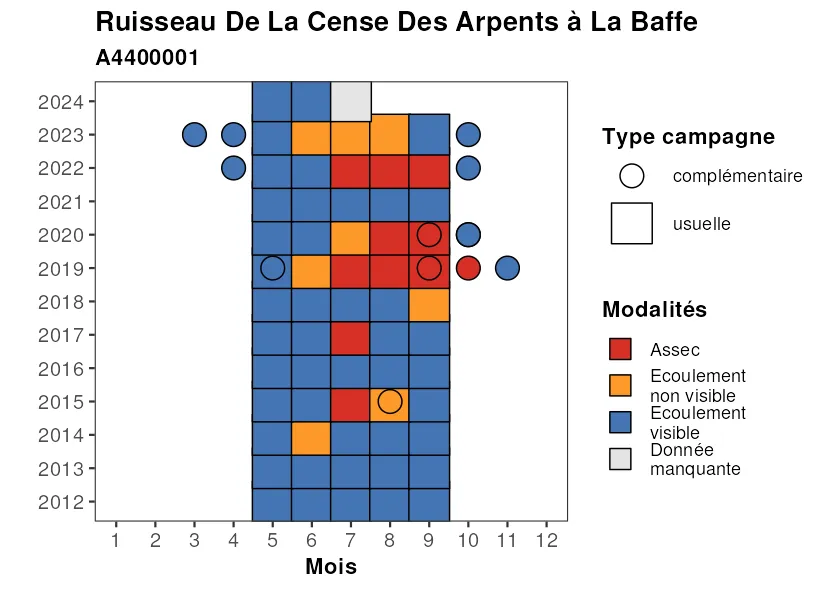 Ruisseau De La Cense Des Arpents à La Baffe
A4400001
2024
2023
2022
2021
2020
2019
2018
2017
2016
2015
2014
2013
2012
1 2 3 4 5 6 7 8 9 10 11 12
Mois
Type campagne
complémentaire
usuelle
Modalités
Assec
Ecoulement
non visible
Ecoulement
visible
Donnée
manquante